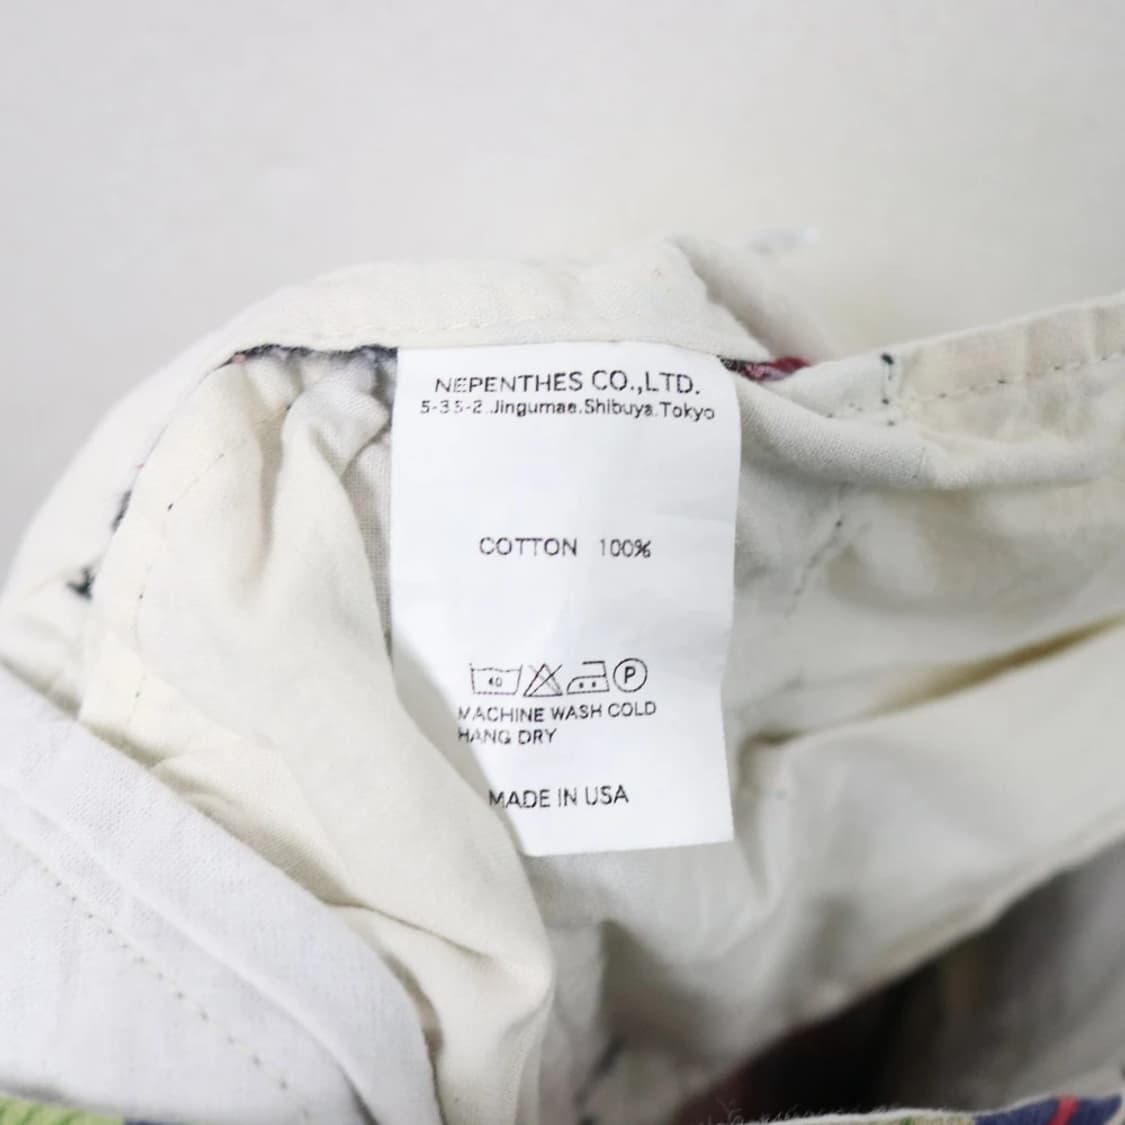 NEPENTHES CO.,LTD.
5-35-2.Jingumae.Shibuya.Tokyo
COTTON 100%
40 P
MACHINE WASH COLD
HANG DRY
MADE IN USA